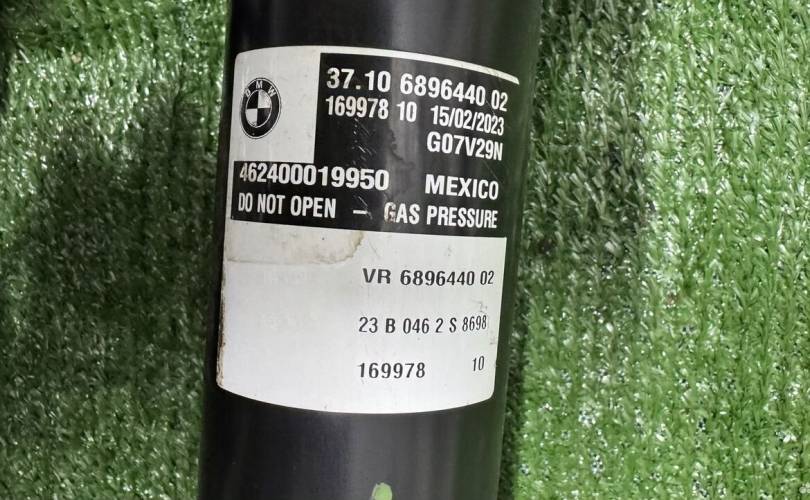 BMW
37.10 6896440 02
169978 10 15/02/2023
G07V29N
462400019950 MEXICO
DO NOT OPEN - GAS PRESSURE
VR 6896440 02
23 B 046 2 S 8698
169978 10